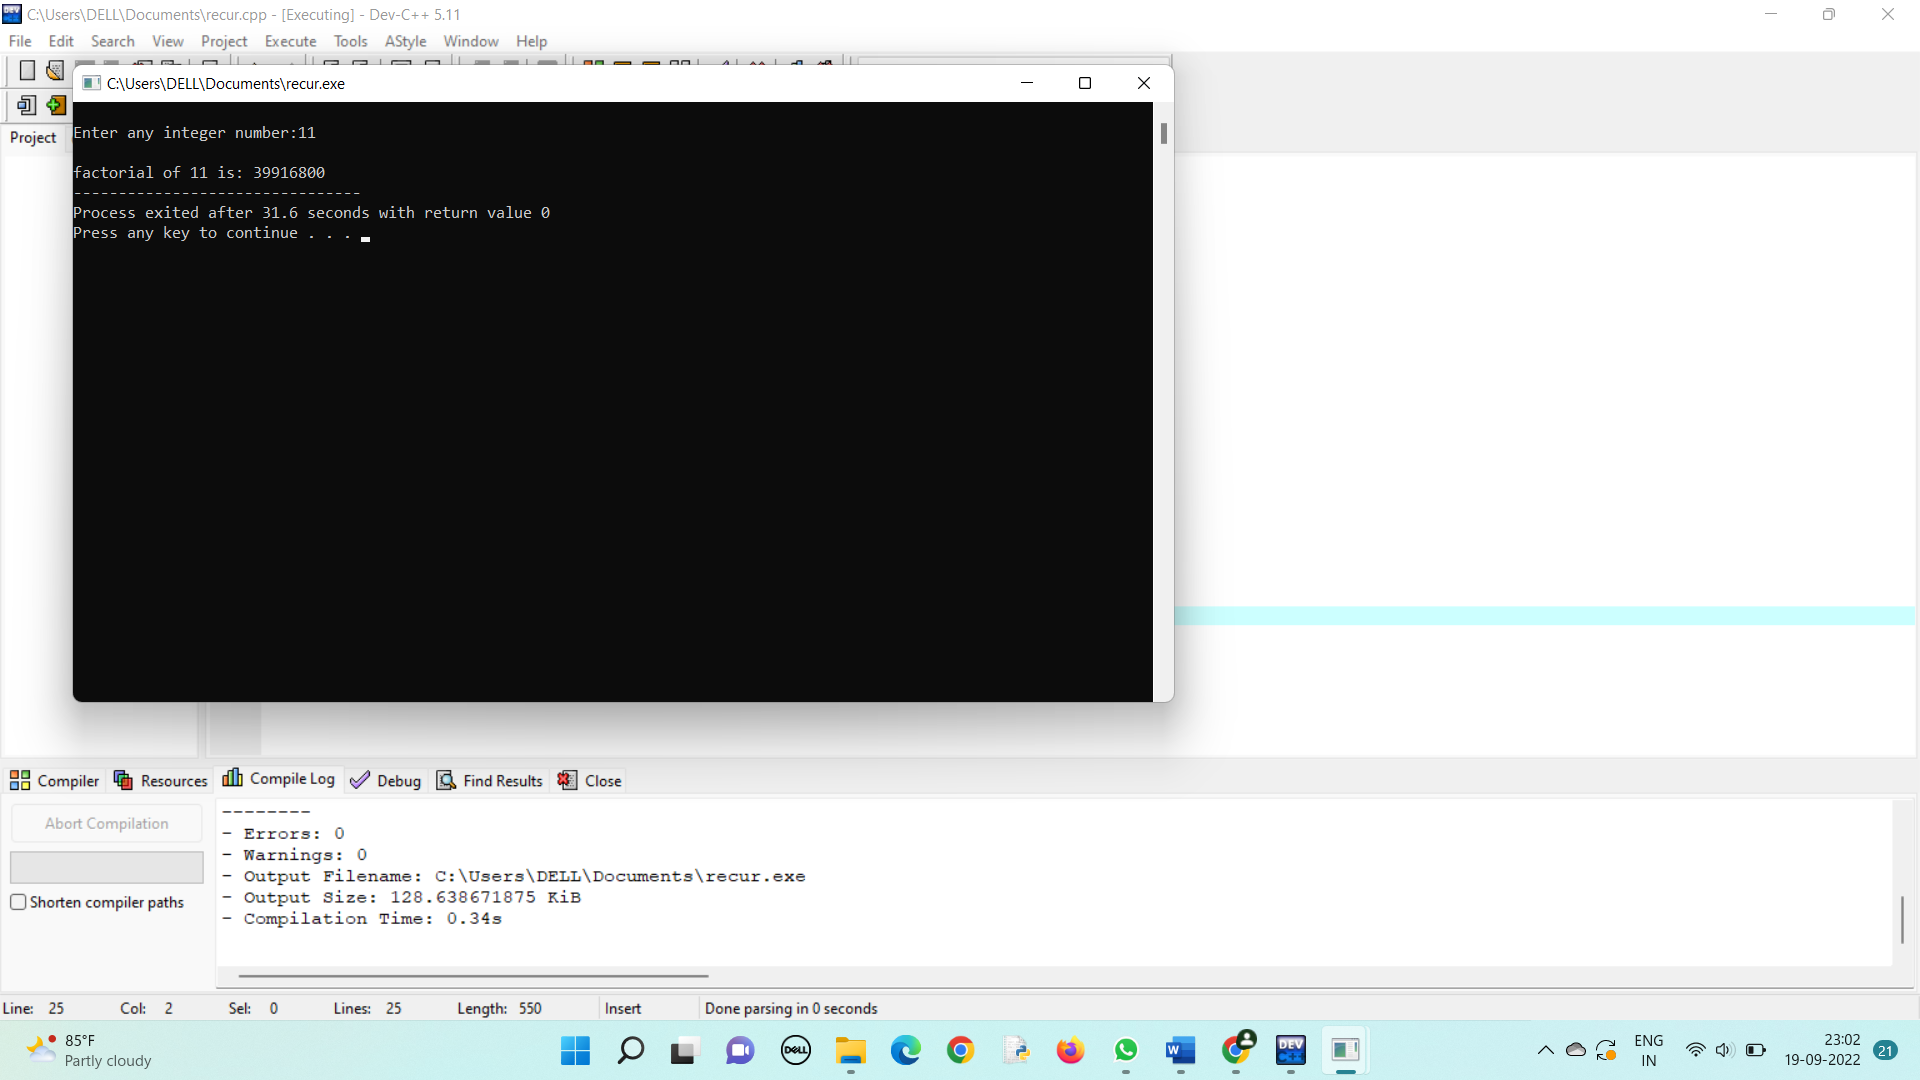 C:\Users\DELL\Documents\recur.cpp - [Executing] - Dev-C++ 5.11
File Edit Search View Project Execute Tools AStyle Window Help
C:\Users\DELL\Documents\recur.exe
Project
Enter any integer number:11
factorial of 11 is: 39916800
--------------------------------
Process exited after 31.6 seconds with return value 0
Press any key to continue . . .
Compiler Resources Compile Log Debug Find Results Close
Abort Compilation
Shorten compiler paths
--------
- Errors: 0
- Warnings: 0
- Output Filename: C:\Users\DELL\Documents\recur.exe
- Output Size: 128.638671875 KiB
- Compilation Time: 0.34s
Line: 25 Col: 2 Sel: 0 Lines: 25 Length: 550 Insert Done parsing in 0 seconds
85°F
Partly cloudy
DELL
W
DEV
C++
ENG
IN
23:02
19-09-2022
21